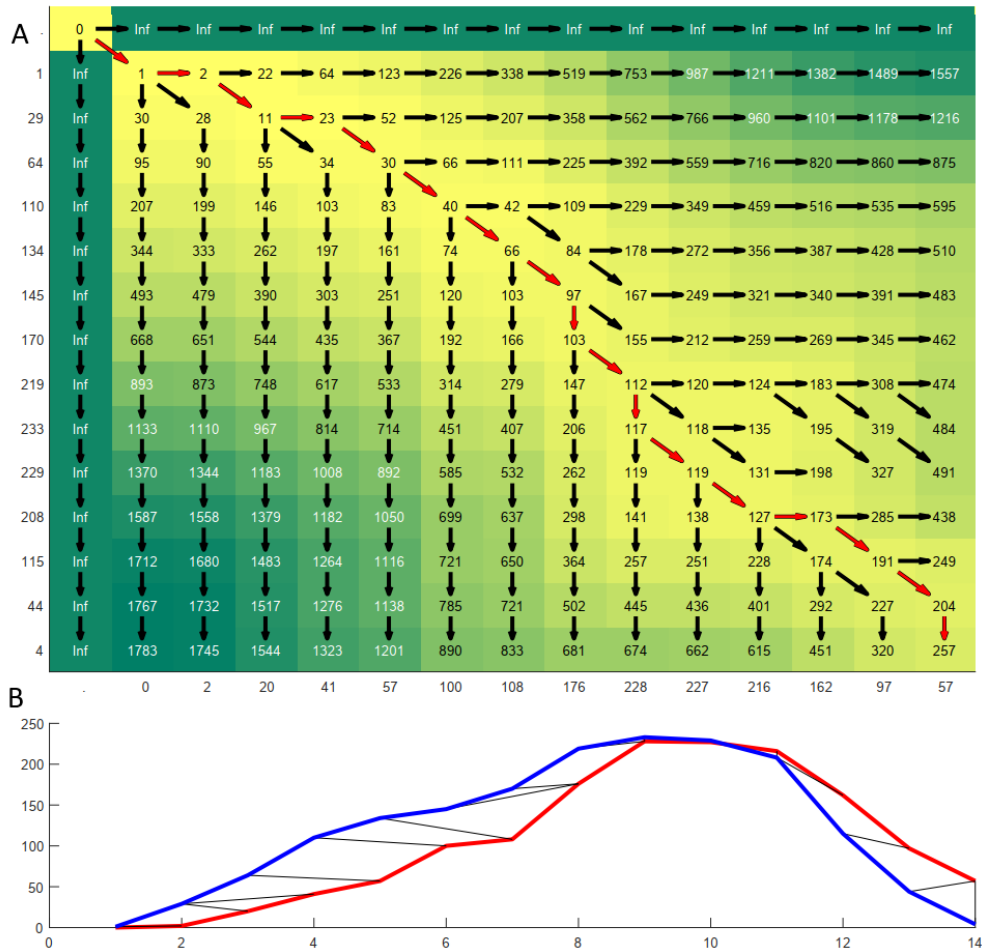 A
. 0 Inf Inf Inf Inf Inf Inf Inf Inf Inf Inf Inf Inf Inf Inf
1 Inf 1 2 22 64 123 226 338 519 753 987 1211 1382 1489 1557
29 Inf 30 28 11 23 52 125 207 358 562 766 960 1101 1178 1216
64 Inf 95 90 55 34 30 66 111 225 392 559 716 820 860 875
110 Inf 207 199 146 103 83 40 42 109 229 349 459 516 535 595
134 Inf 344 333 262 197 161 74 66 84 178 272 356 387 428 510
145 Inf 493 479 390 303 251 120 103 97 167 249 321 340 391 483
170 Inf 668 651 544 435 367 192 166 103 155 212 259 269 345 462
219 Inf 893 873 748 617 533 314 279 147 112 120 124 183 308 474
233 Inf 1133 1110 967 814 714 451 407 206 117 118 135 195 319 484
229 Inf 1370 1344 1183 1008 892 585 532 262 119 119 131 198 327 491
208 Inf 1587 1558 1379 1182 1050 699 637 298 141 138 127 173 285 438
115 Inf 1712 1680 1483 1264 1116 721 650 364 257 251 228 174 191 249
44 Inf 1767 1732 1517 1276 1138 785 721 502 445 436 401 292 227 204
4 Inf 1783 1745 1544 1323 1201 890 833 681 674 662 615 451 320 257
. 0 2 20 41 57 100 108 176 228 227 216 162 97 57
B
250
200
150
100
50
0
0 2 4 6 8 10 12 14